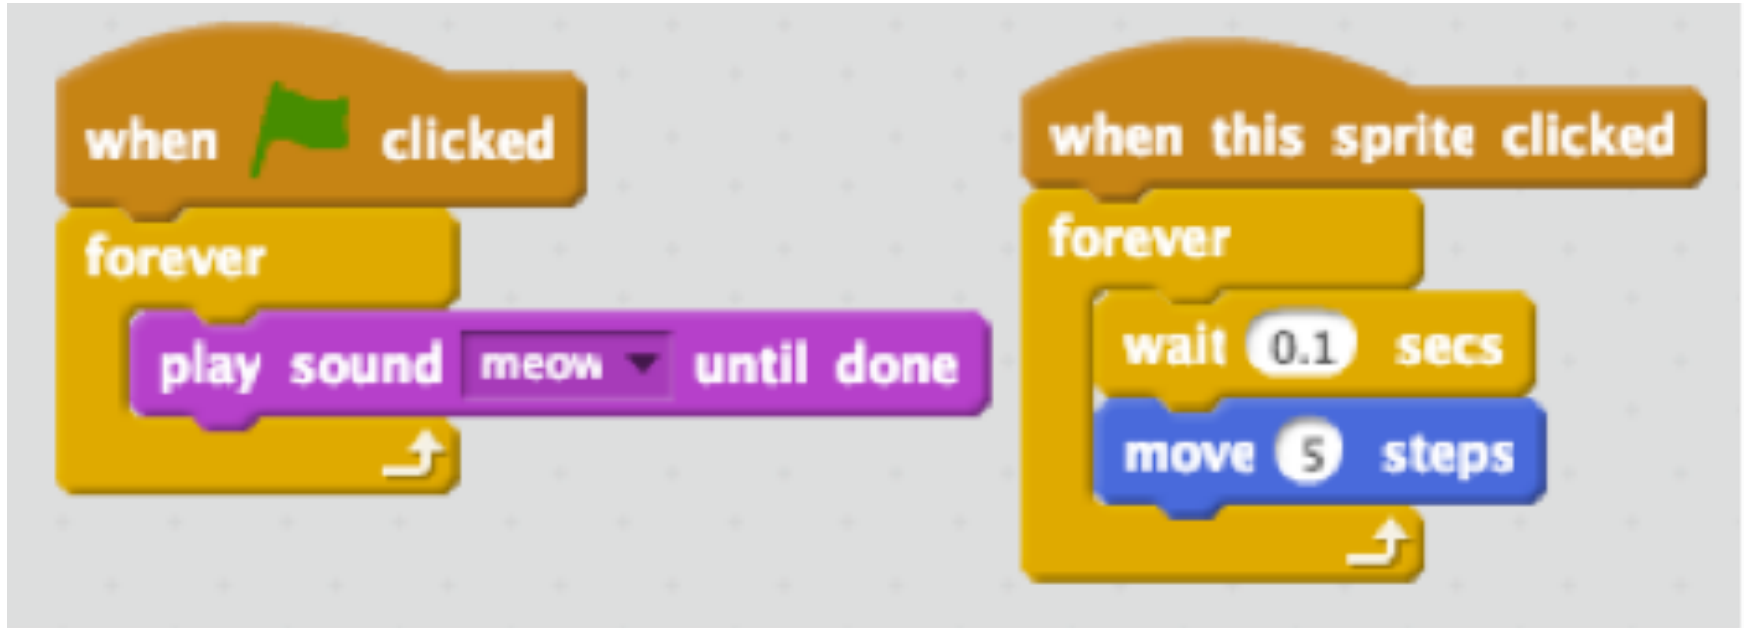 when clicked
forever
play sound meow until done
when this sprite clicked
forever
wait 0.1 secs
move 5 steps